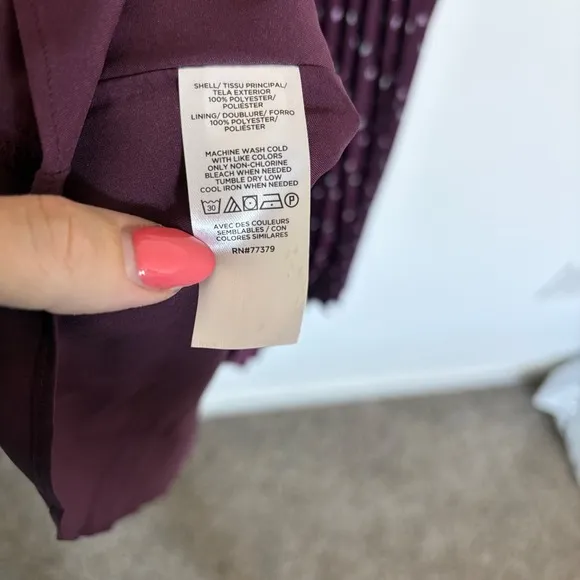 SHELL/ TISSU PRINCIPAL/
TELA EXTERIOR
100% POLYESTER/
POLIÉSTER
LINING/ DOUBLURE/ FORRO
100% POLYESTER/
POLIÉSTER
MACHINE WASH COLD
WITH LIKE COLORS
ONLY NON-CHLORINE
BLEACH WHEN NEEDED
TUMBLE DRY LOW
COOL IRON WHEN NEEDED
30 P
AVEC DES COULEURS
SEMBLABLES / CON
COLORES SIMILARES
RN#77379